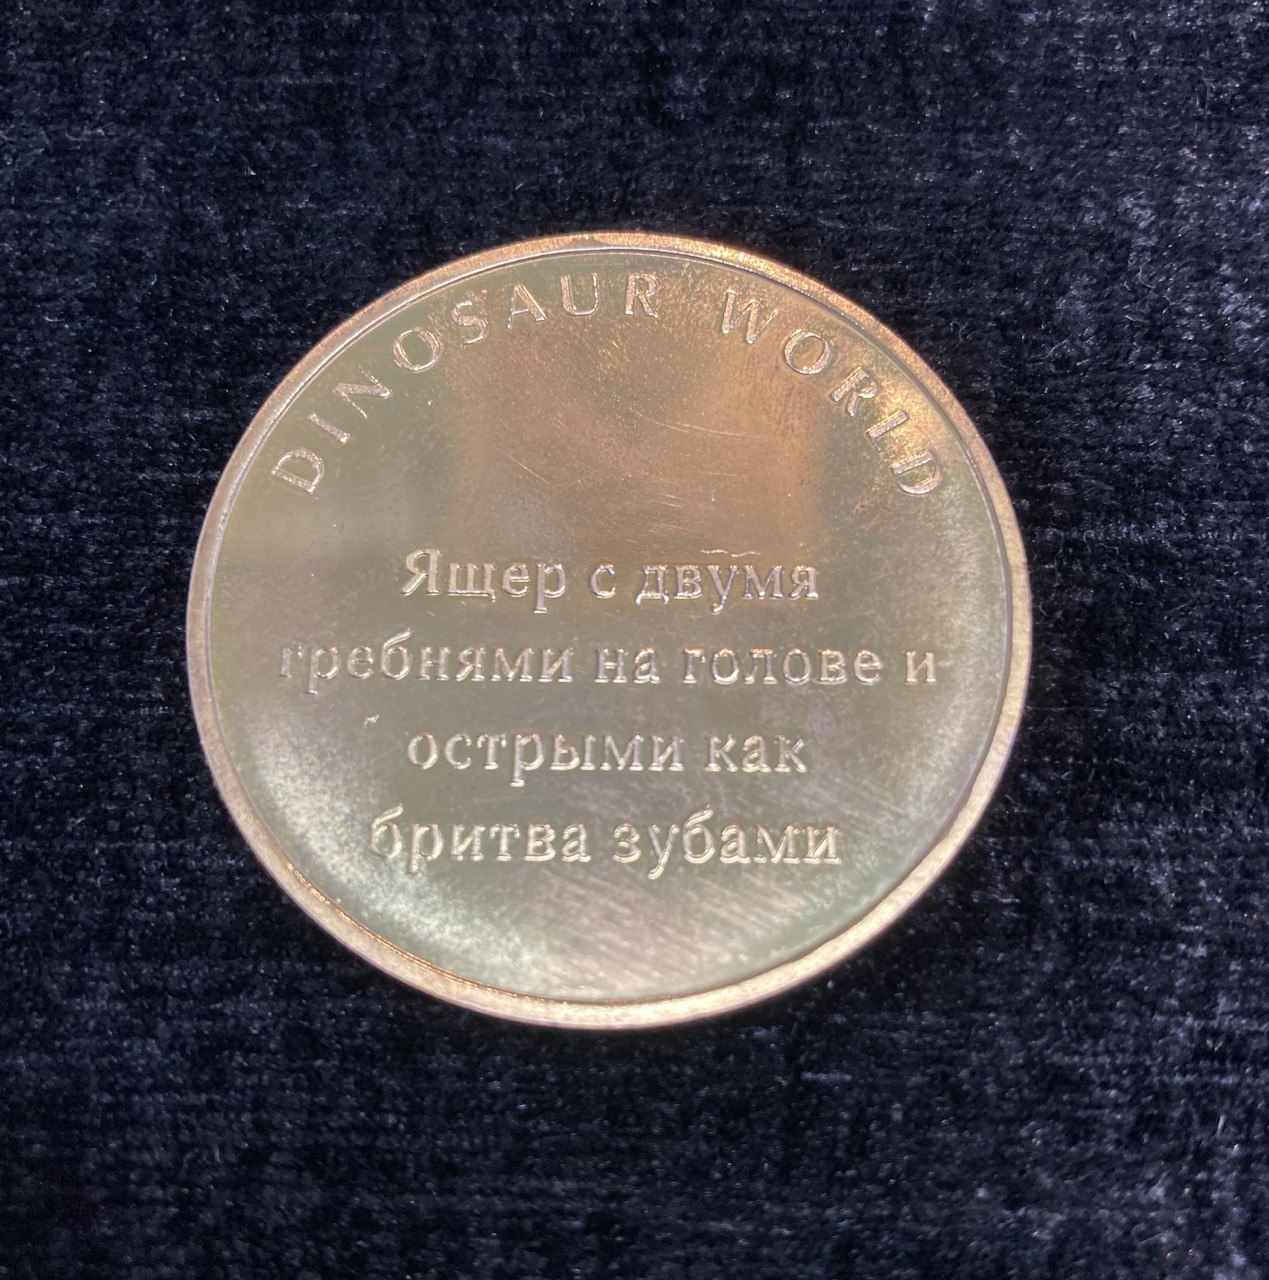 DINOSAUR WORLD
Ящер с двумя
гребнями на голове и
острыми как
бритва зубами